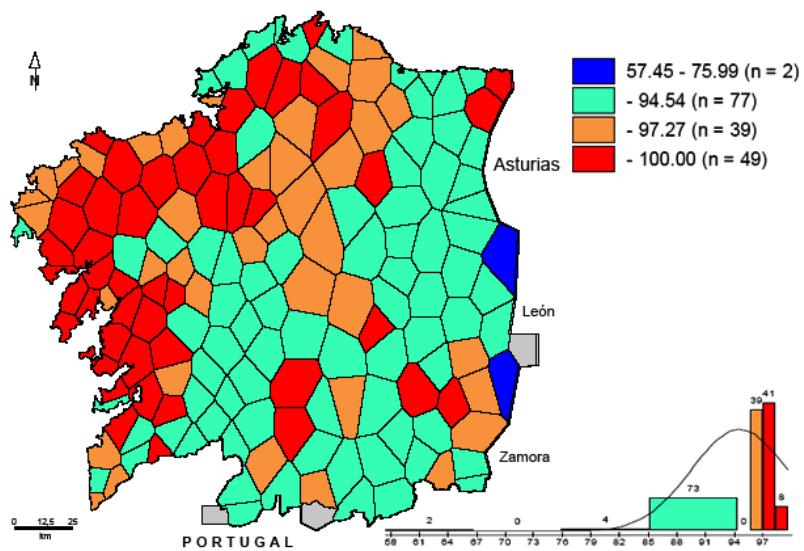 N
57.45 - 75.99 (n = 2)
- 94.54 (n = 77)
- 97.27 (n = 39)
- 100.00 (n = 49)
Asturias
León
Zamora
0 12,5 25
km
PORTUGAL
39 41
8
73
2 0 4 0
58 61 64 67 70 73 76 79 82 85 88 91 94 97